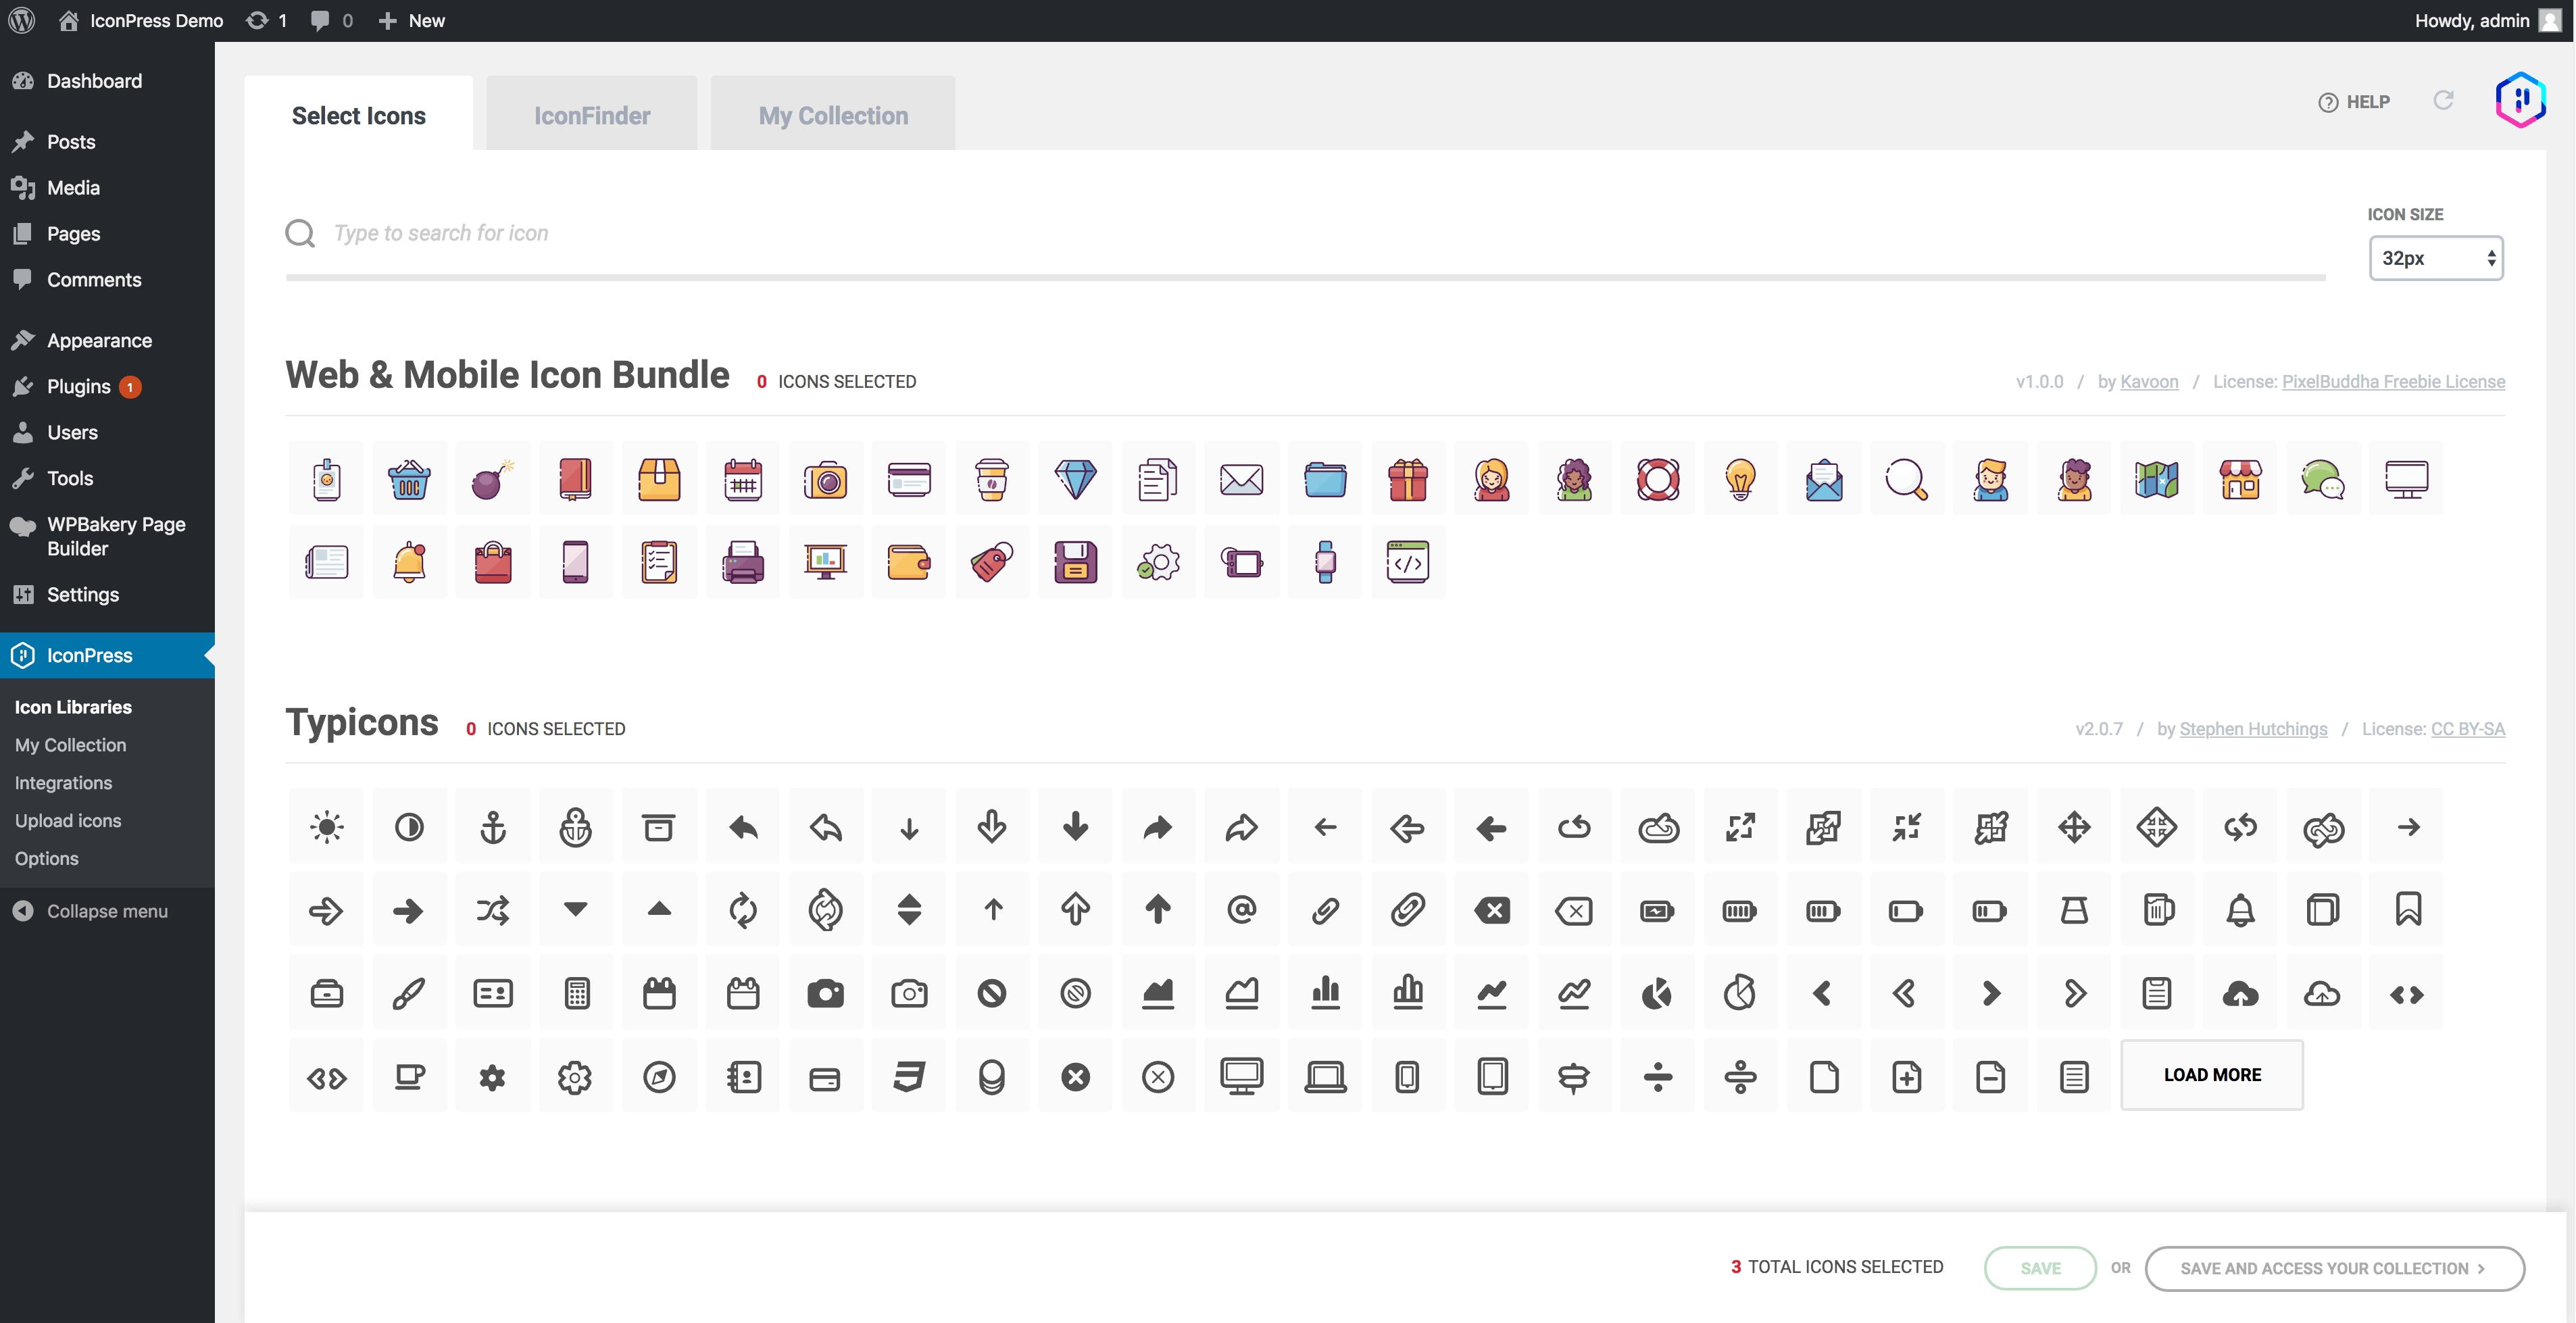 IconPress Demo 1 0 New Howdy, admin
Dashboard
Posts
Media
Pages
Comments
Appearance
Plugins 1
Users
Tools
WPBakery Page
Builder
Settings
IconPress
Icon Libraries
My Collection
Integrations
Upload icons
Options
Collapse menu
Select Icons IconFinder My Collection
HELP
Type to search for icon
ICON SIZE
32px
Web & Mobile Icon Bundle 0 ICONS SELECTED v1.0.0 / by Kavoon / License: PixelBuddha Freebie License
Typicons 0 ICONS SELECTED v2.0.7 / by Stephen Hutchings / License: CC BY-SA
LOAD MORE
3 TOTAL ICONS SELECTED SAVE OR SAVE AND ACCESS YOUR COLLECTION >